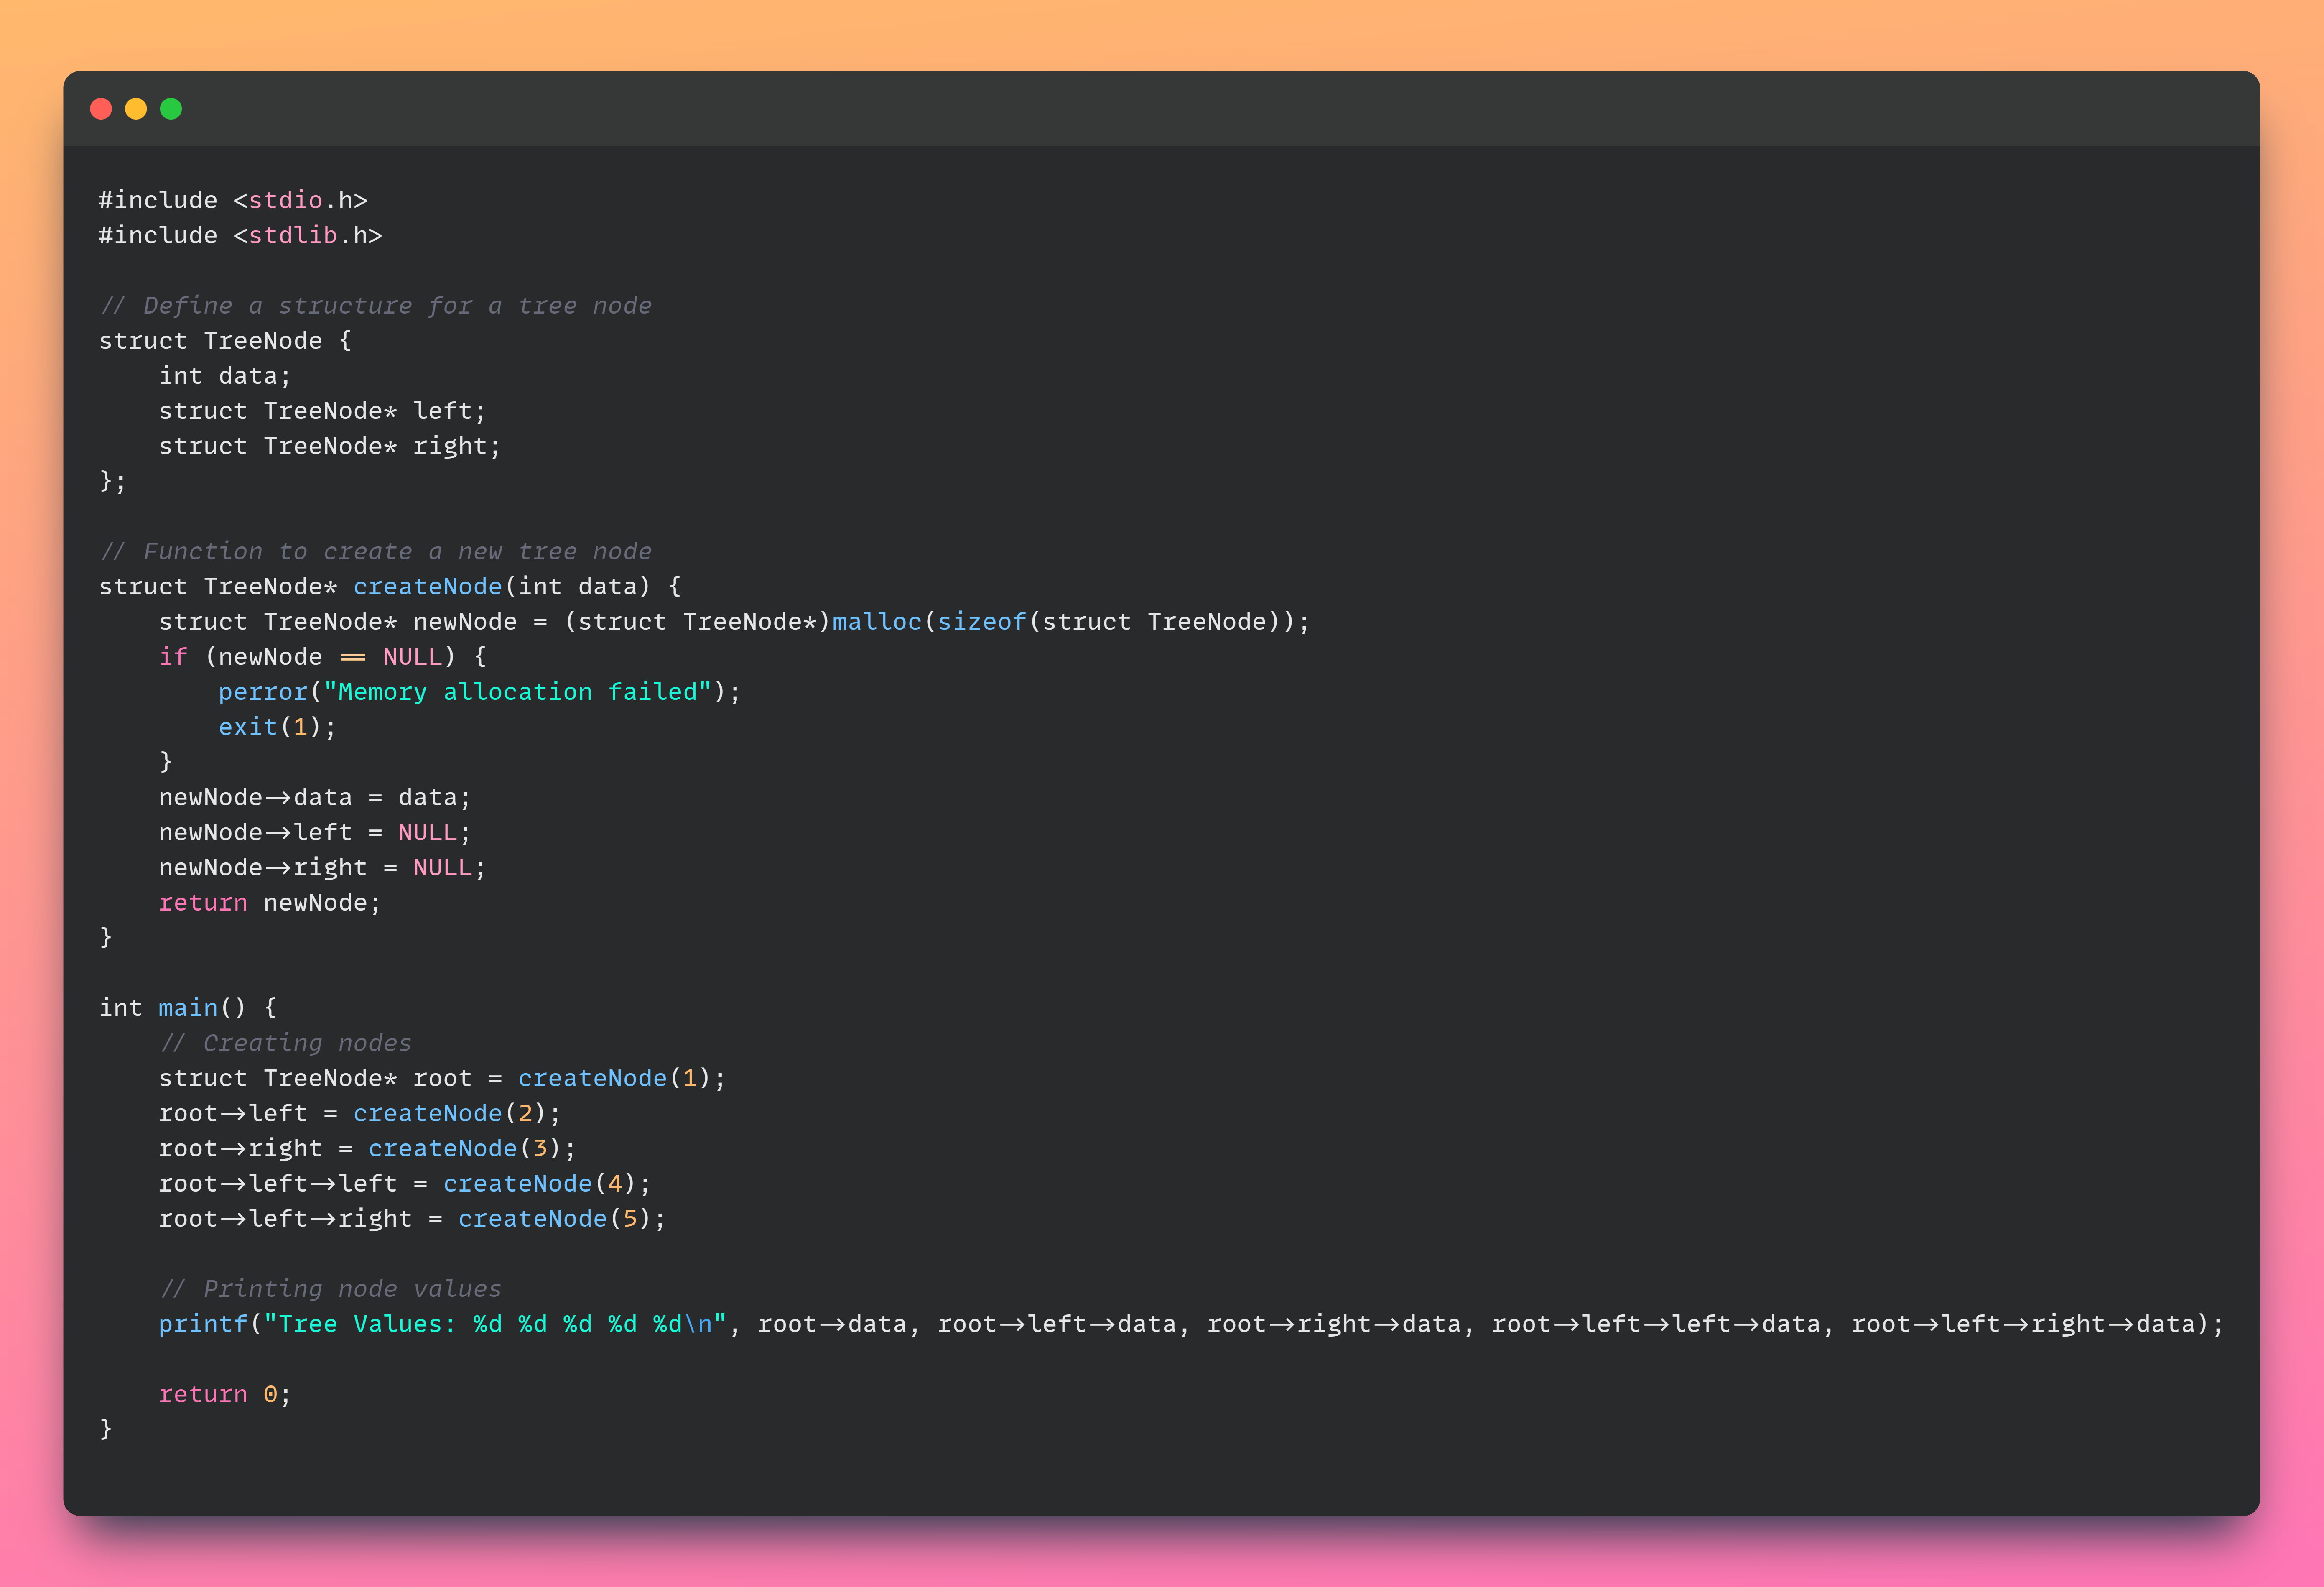 #include <stdio.h>
#include <stdlib.h>

// Define a structure for a tree node
struct TreeNode {
    int data;
    struct TreeNode* left;
    struct TreeNode* right;
};

// Function to create a new tree node
struct TreeNode* createNode(int data) {
    struct TreeNode* newNode = (struct TreeNode*)malloc(sizeof(struct TreeNode));
    if (newNode == NULL) {
        perror("Memory allocation failed");
        exit(1);
    }
    newNode->data = data;
    newNode->left = NULL;
    newNode->right = NULL;
    return newNode;
}

int main() {
    // Creating nodes
    struct TreeNode* root = createNode(1);
    root->left = createNode(2);
    root->right = createNode(3);
    root->left->left = createNode(4);
    root->left->right = createNode(5);

    // Printing node values
    printf("Tree Values: %d %d %d %d %d\n", root->data, root->left->data, root->right->data, root->left->left->data, root->left->right->data);

    return 0;
}